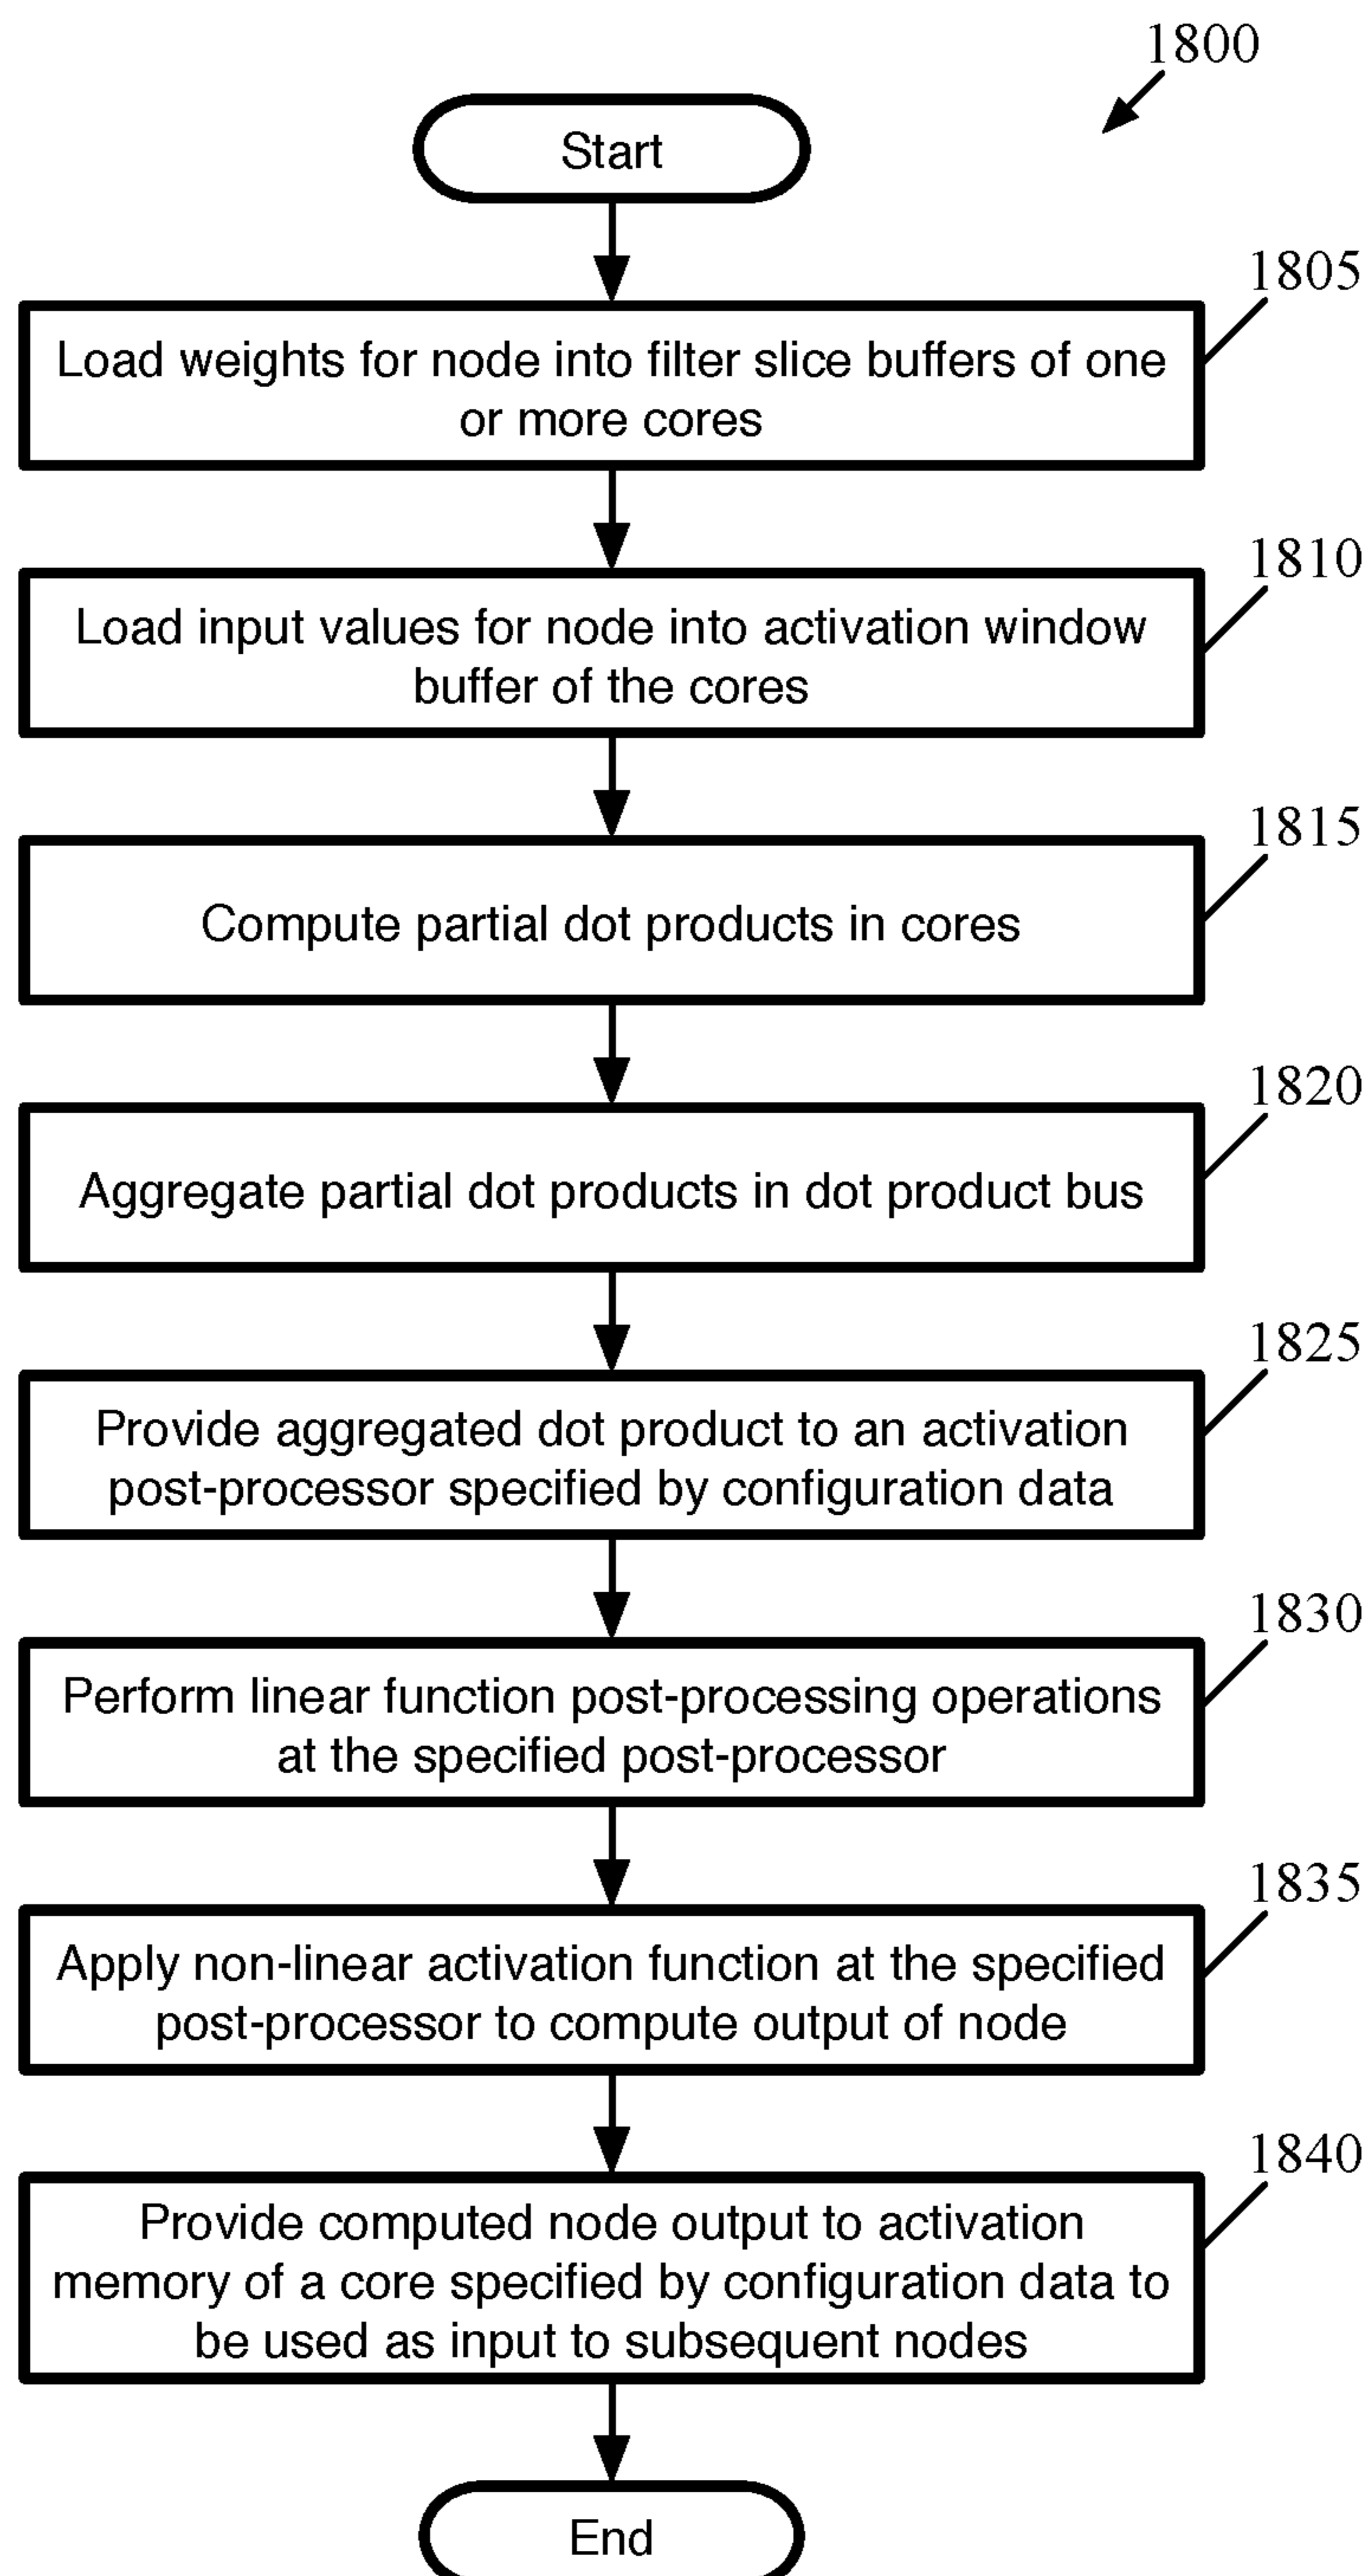 1800
Start
1805
Load weights for node into filter slice buffers of one
or more cores
1810
Load input values for node into activation window
buffer of the cores
1815
Compute partial dot products in cores
1820
Aggregate partial dot products in dot product bus
1825
Provide aggregated dot product to an activation
post-processor specified by configuration data
1830
Perform linear function post-processing operations
at the specified post-processor
1835
Apply non-linear activation function at the specified
post-processor to compute output of node
1840
Provide computed node output to activation
memory of a core specified by configuration data to
be used as input to subsequent nodes
End